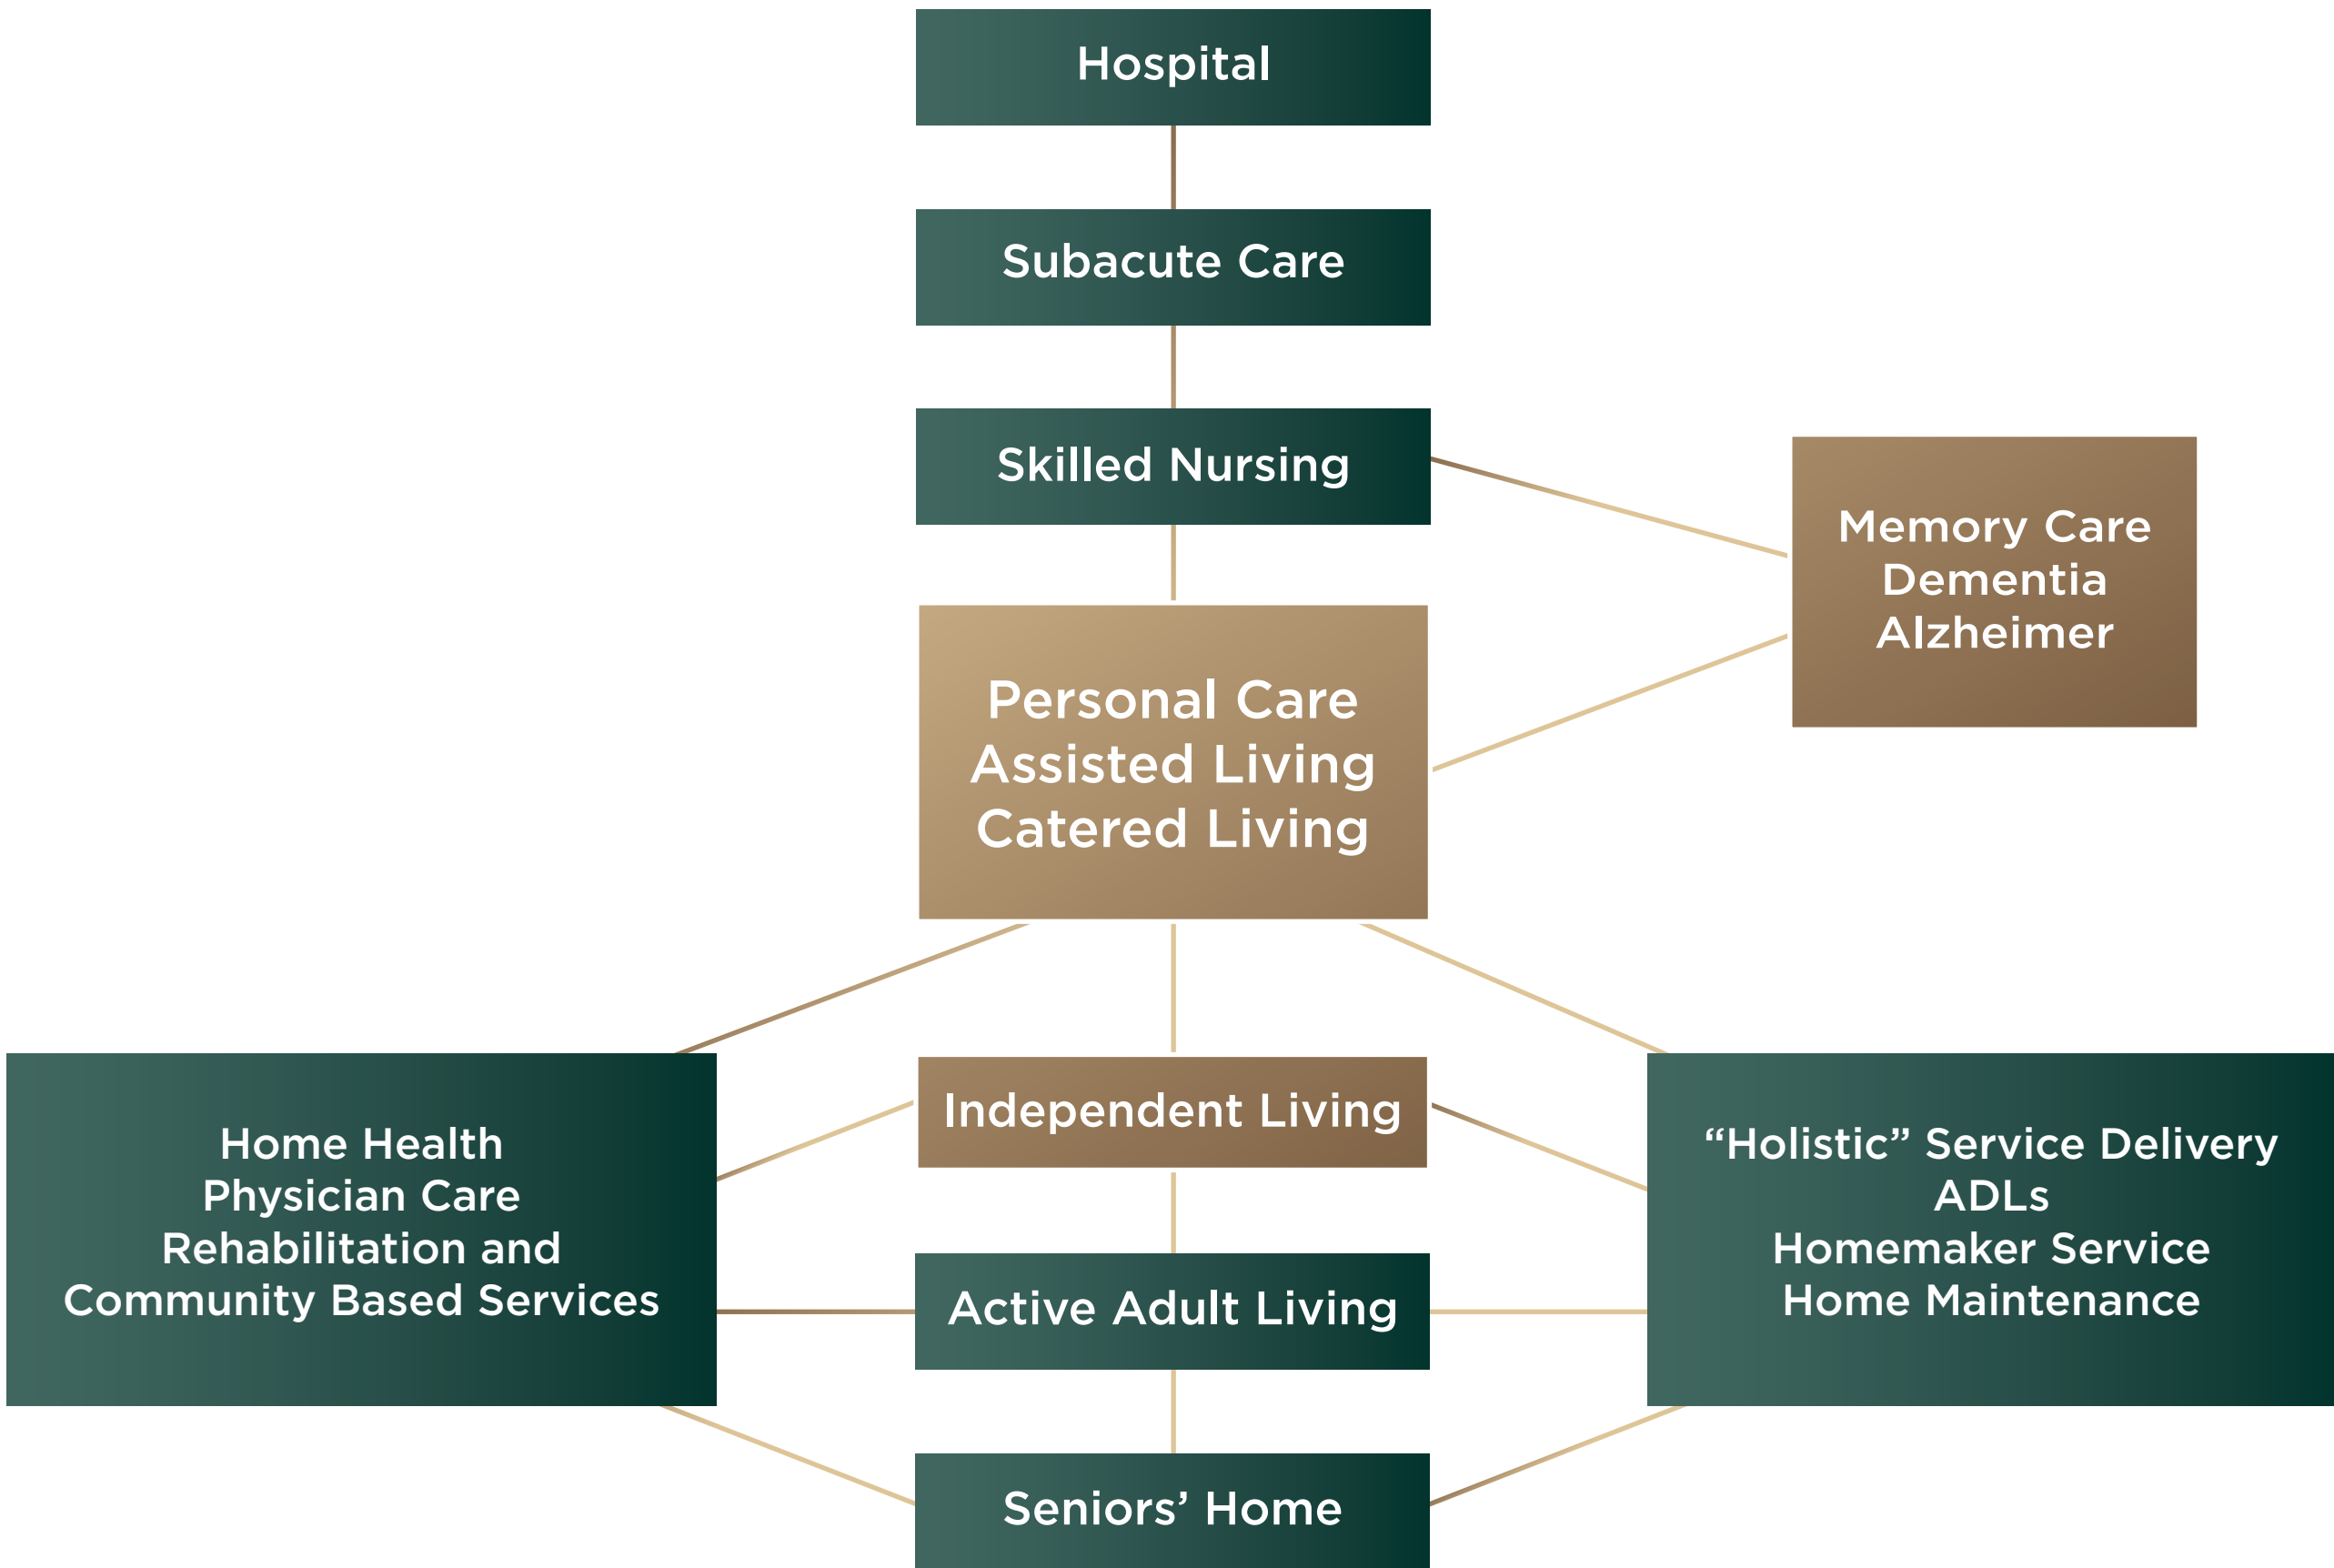 Hospital
Subacute Care
Skilled Nursing
Memory Care
Dementia
Alzheimer
Personal Care
Assisted Living
Catered Living
Independent Living
Home Health
Physician Care
Rehabilitation and
Community Based Services
“Holistic” Service Delivery
ADLs
Homemaker Service
Home Maintenance
Active Adult Living
Seniors’ Home